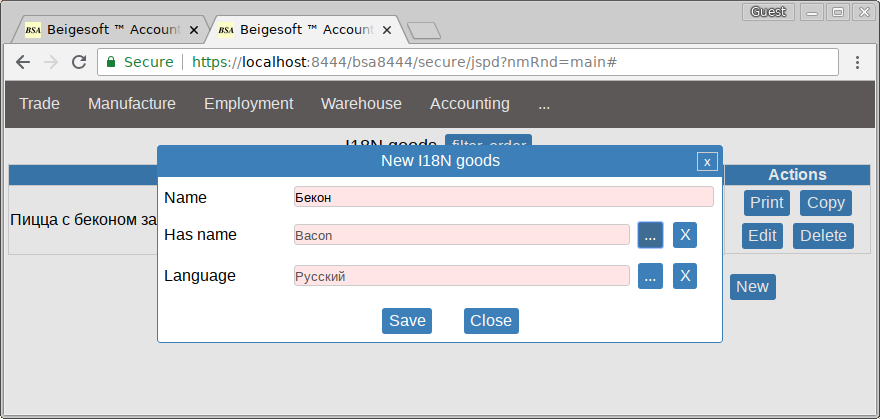 Guest
BSA Beigesoft ™ Account
BSA Beigesoft ™ Account
Secure https://localhost:8444/bsa8444/secure/jspd?nmRnd=main#
Trade Manufacture Employment Warehouse Accounting ...
I18N goods filter, order
New I18N goods x
Actions
Name Бекон
Print Copy
Пицца с беконом за
Has name Bacon ... X
Edit Delete
Language Русский ... X
New
Save Close